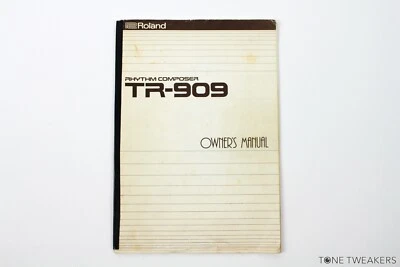 Roland
RHYTHM COMPOSER
TR-909
OWNER'S MANUAL
TONE TWEAKERS